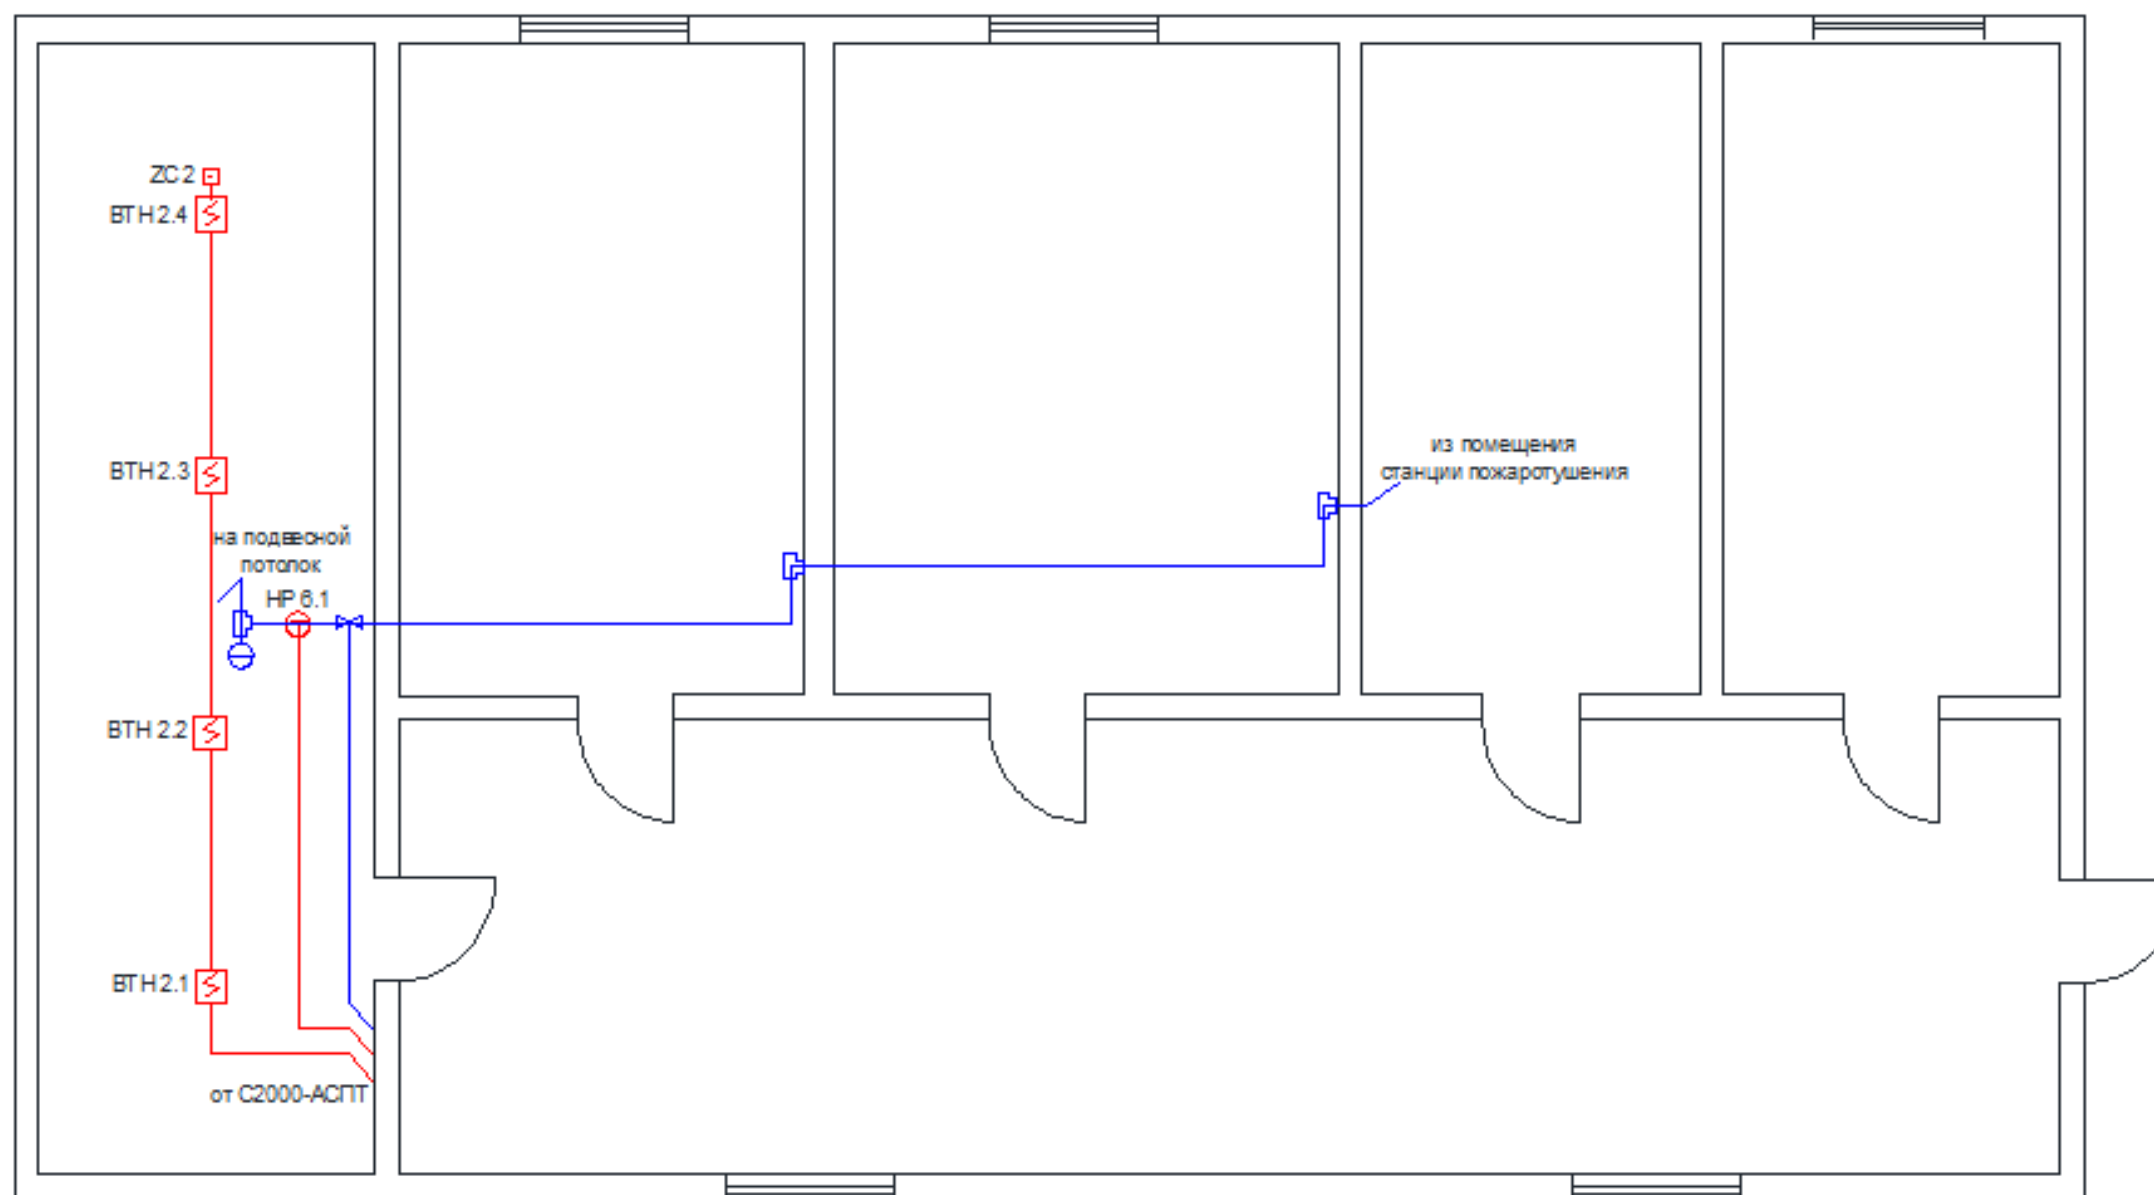 ZC 2
ВТН 2.4
из помещения
станции пожаротушения
ВТН 2.3
на подвесной
потолок
НР 6.1
ВТН 2.2
ВТН 2.1
от С2000-АСПТ